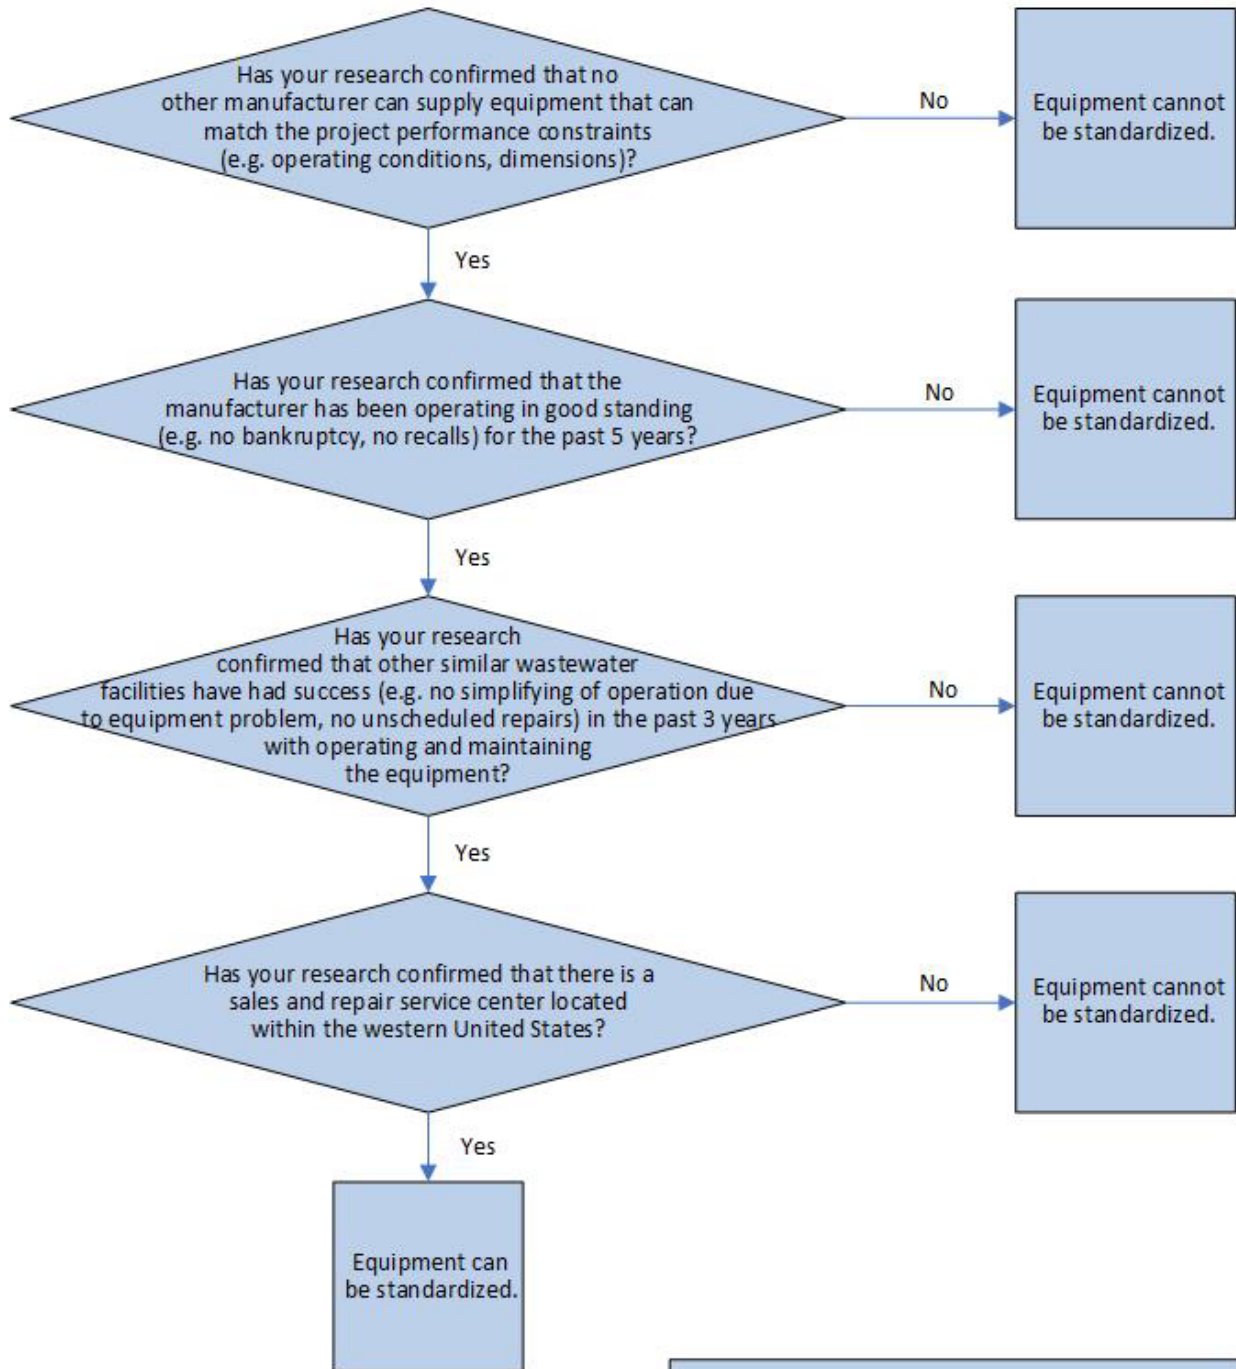 Has your research confirmed that no
other manufacturer can supply equipment that can
match the project performance constraints
(e.g. operating conditions, dimensions)?
No
Equipment cannot
be standardized.
Yes
Has your research confirmed that the
manufacturer has been operating in good standing
(e.g. no bankruptcy, no recalls) for the past 5 years?
No
Equipment cannot
be standardized.
Yes
Has your research
confirmed that other similar wastewater
facilities have had success (e.g. no simplifying of operation due
to equipment problem, no unscheduled repairs) in the past 3 years
with operating and maintaining
the equipment?
No
Equipment cannot
be standardized.
Yes
Has your research confirmed that there is a
sales and repair service center located
within the western United States?
No
Equipment cannot
be standardized.
Yes
Equipment can
be standardized.